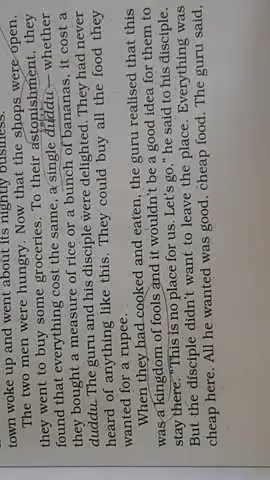 town woke up and went about its nightly business.
The two men were hungry. Now that the shops were open,
they went to buy some groceries. To their astonishment, they
found that everything cost the same, a single duddu — whether
they bought a measure of rice or a bunch of bananas, it cost a
duddu. The guru and his disciple were delighted. They had never
heard of anything like this. They could buy all the food they
wanted for a rupee.
When they had cooked and eaten, the guru realised that this
was a kingdom of fools and it wouldn't be a good idea for them to
stay there. "This is no place for us. Let's go," he said to his disciple.
But the disciple didn't want to leave the place. Everything was
cheap here. All he wanted was good, cheap food. The guru said,